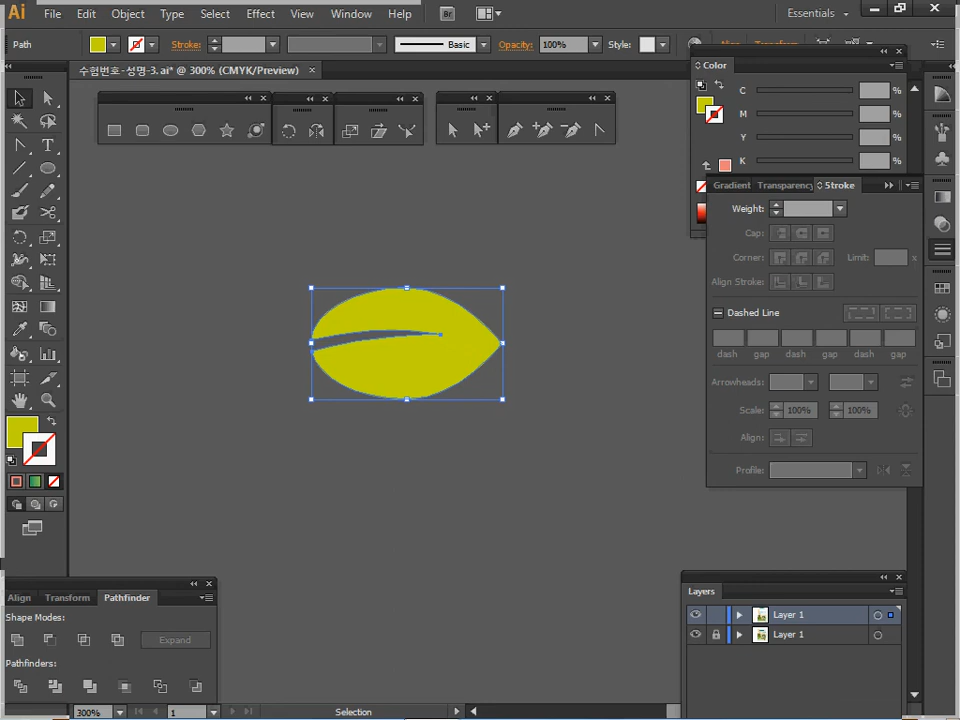 Ai File Edit Object Type Select Effect View Window Help Br Essentials
Path Stroke: Basic Opacity: 100% Style: Align Transform
수험번호-성명-3.ai* @ 300% (CMYK/Preview) ×
Color
C %
M %
Y %
K %
Gradient Transparency Stroke
Weight:
Cap:
Corner: Limit: x
Align Stroke:
Dashed Line
dash gap dash gap dash gap
Arrowheads:
Scale: 100% 100%
Align:
Profile:
Layers
Layer 1
Layer 1
Align Transform Pathfinder
Shape Modes:
Expand
Pathfinders:
300% 1 Selection